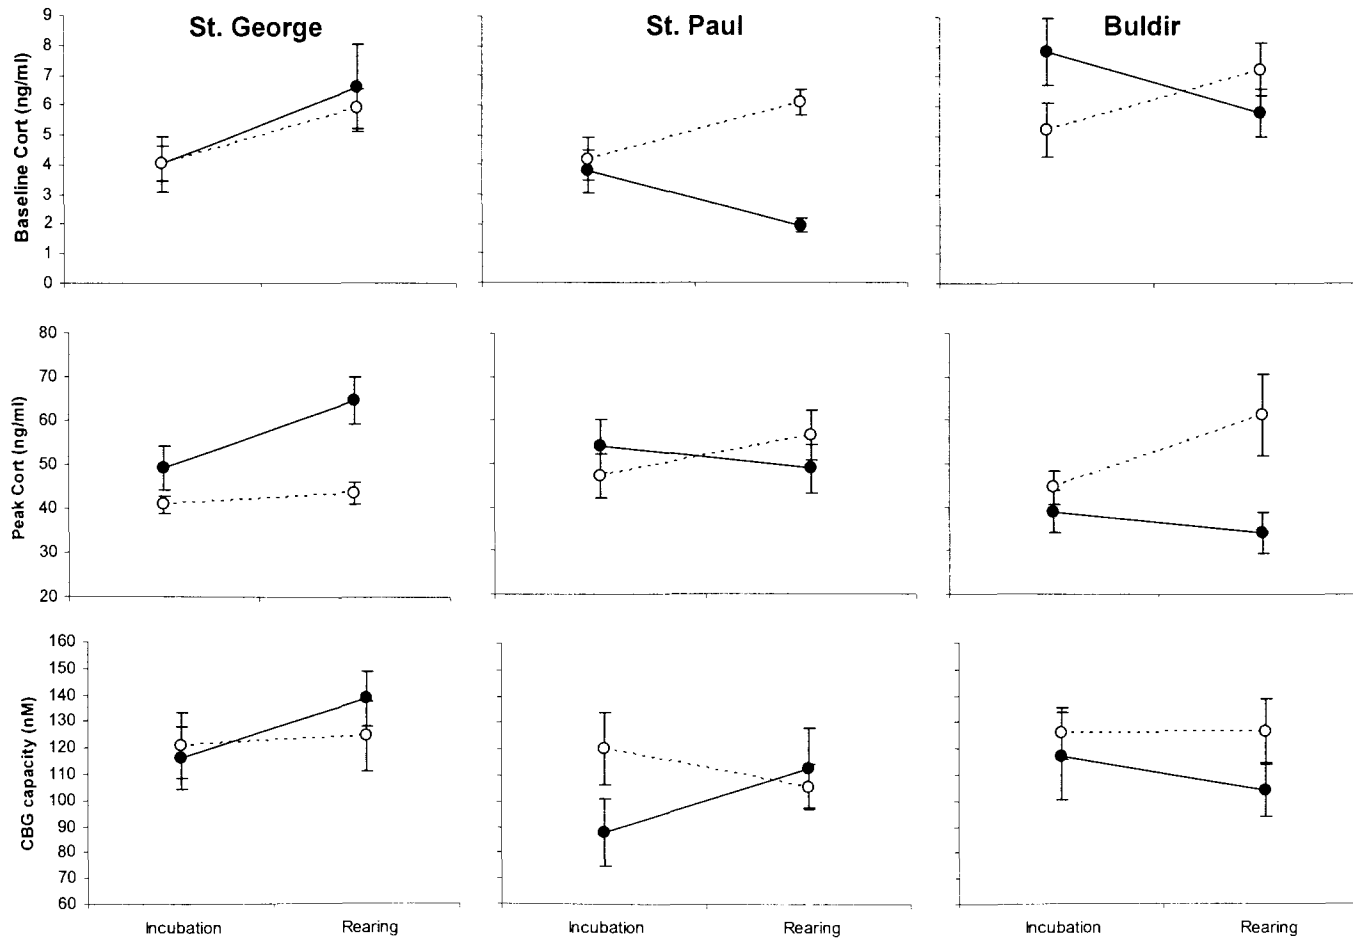 St. George
St. Paul
Buldir
Baseline Cort (ng/ml)
9
8
7
6
5
4
3
2
1
0
Peak Cort (ng/ml)
80
70
60
50
40
30
20
CBG capacity (nM)
160
150
140
130
120
110
100
90
80
70
60
Incubation
Rearing
Incubation
Rearing
Incubation
Rearing